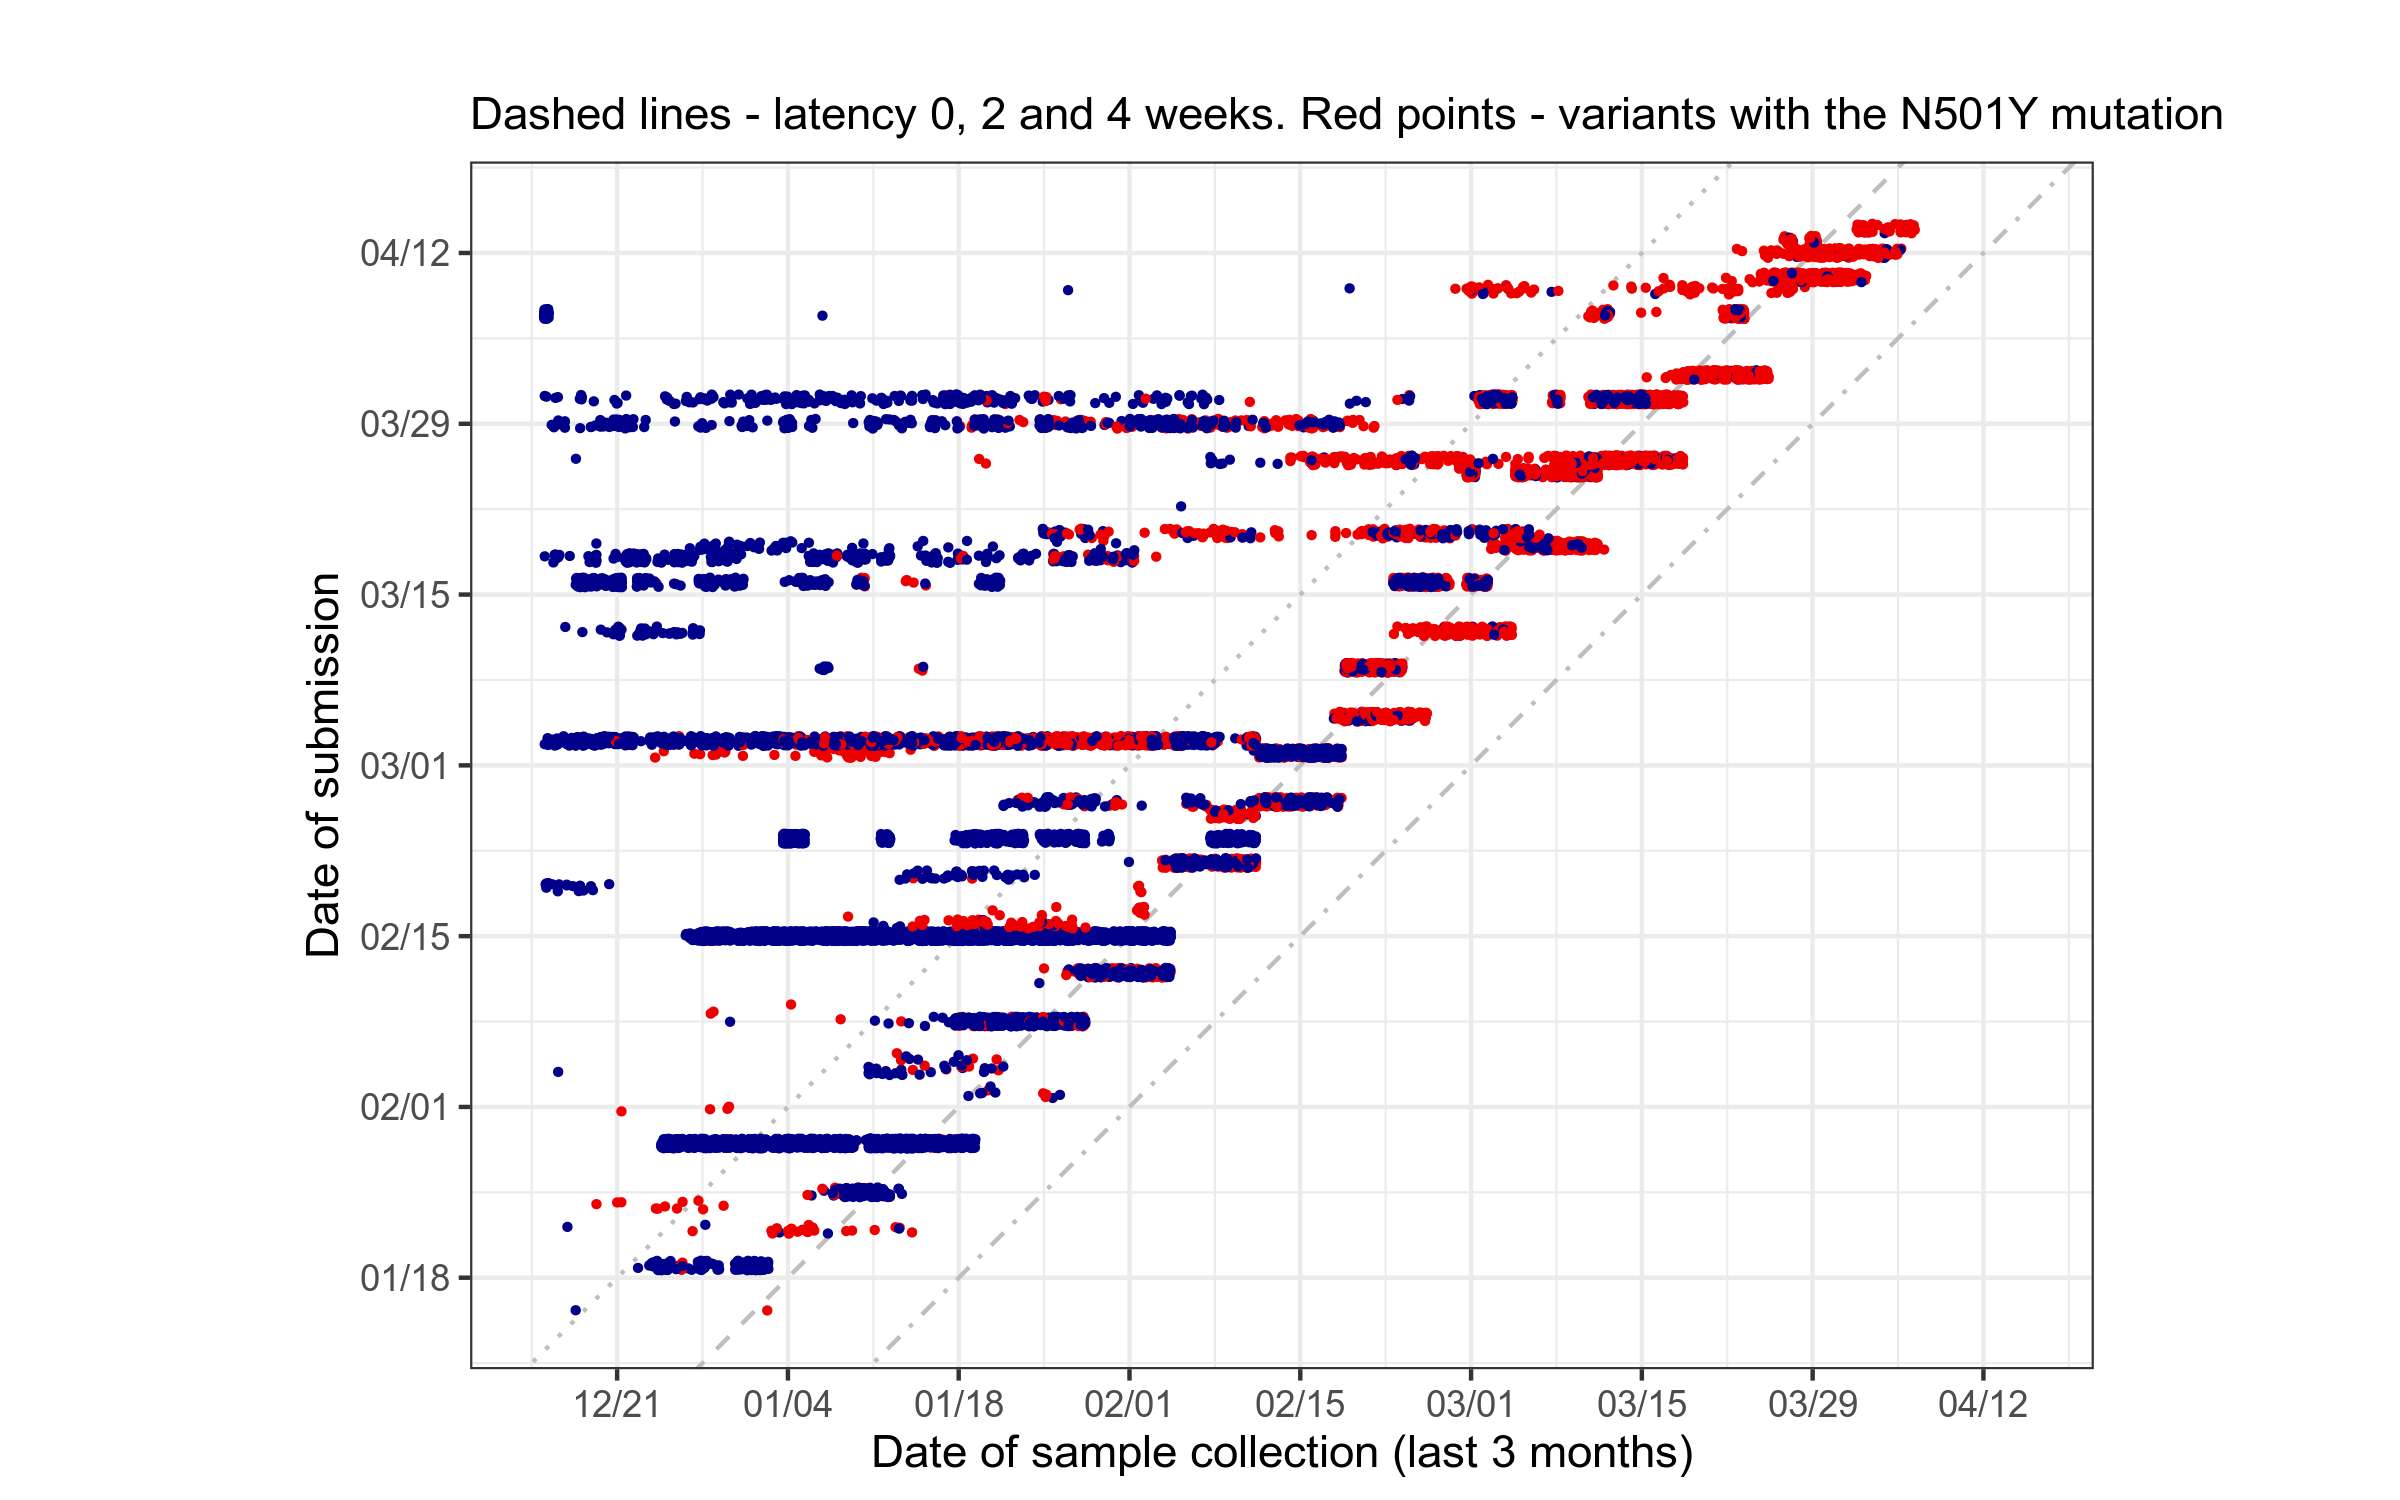 Dashed lines - latency 0, 2 and 4 weeks. Red points - variants with the N501Y mutation
Date of submission
04/12
03/29
03/15
03/01
02/15
02/01
01/18
12/21 01/04 01/18 02/01 02/15 03/01 03/15 03/29 04/12
Date of sample collection (last 3 months)